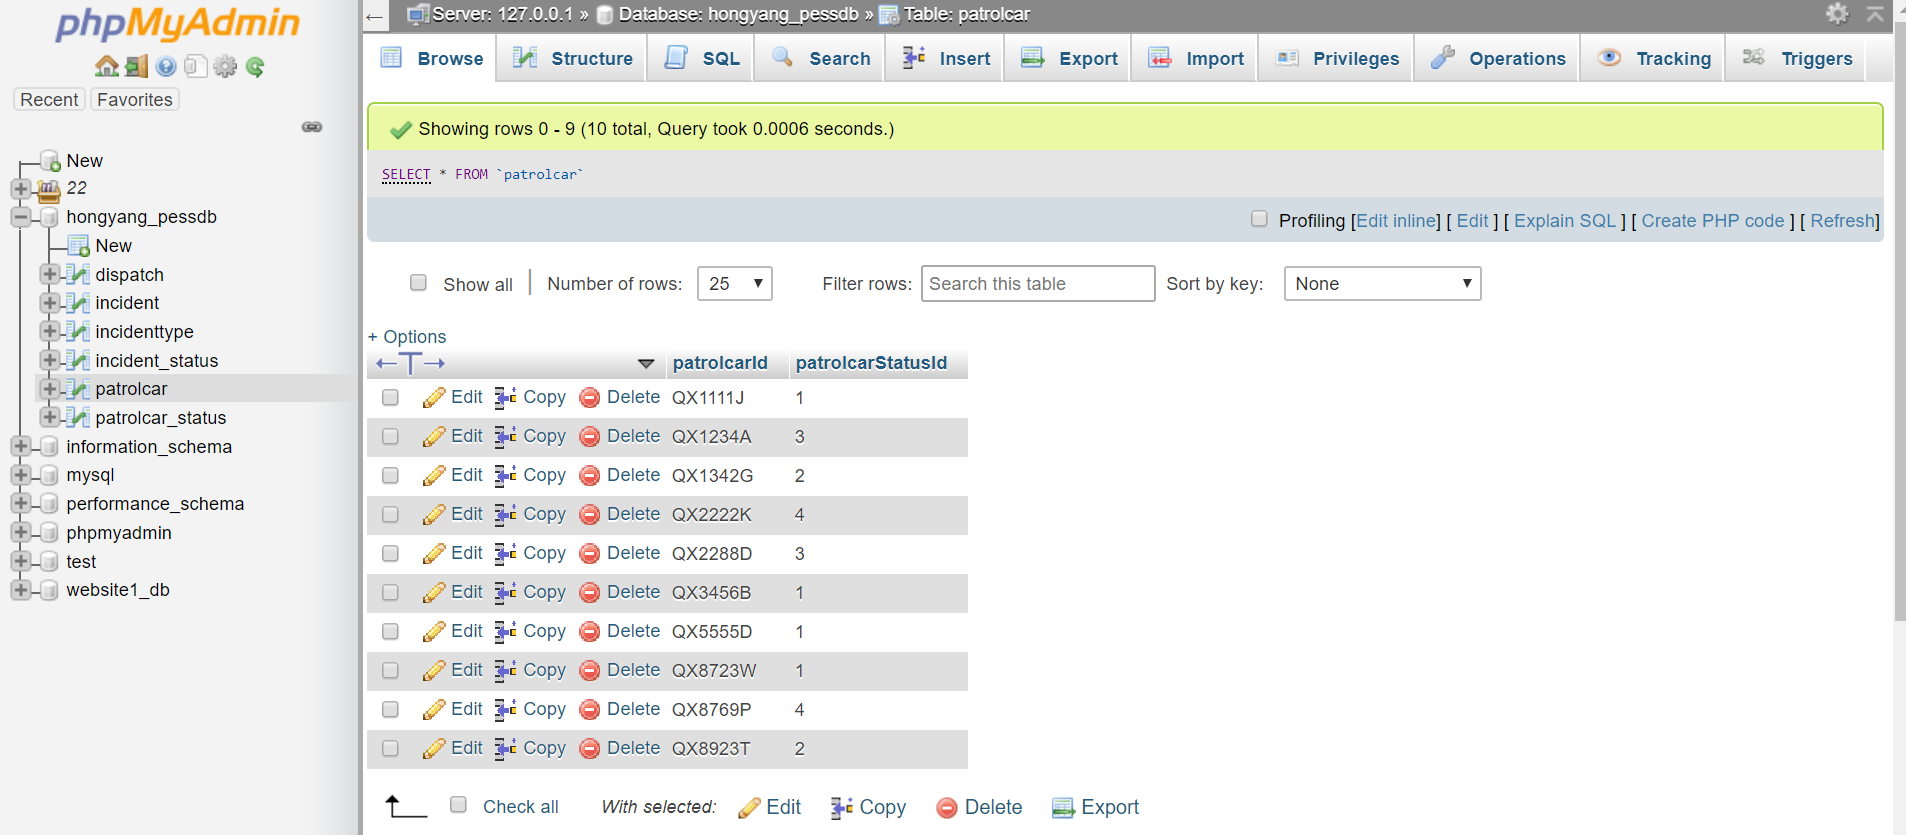 phpMyAdmin
Recent Favorites
New
22
hongyang_pessdb
New
dispatch
incident
incidenttype
incident_status
patrolcar
patrolcar_status
information_schema
mysql
performance_schema
phpmyadmin
test
website1_db
Server: 127.0.0.1 » Database: hongyang_pessdb » Table: patrolcar
Browse Structure SQL Search Insert Export Import Privileges Operations Tracking Triggers
Showing rows 0 - 9 (10 total, Query took 0.0006 seconds.)
SELECT * FROM `patrolcar`
Profiling [Edit inline] [ Edit ] [ Explain SQL ] [ Create PHP code ] [ Refresh]
Show all Number of rows: 25 Filter rows: Search this table Sort by key: None
+ Options
patrolcarId patrolcarStatusId
Edit Copy Delete QX1111J 1
Edit Copy Delete QX1234A 3
Edit Copy Delete QX1342G 2
Edit Copy Delete QX2222K 4
Edit Copy Delete QX2288D 3
Edit Copy Delete QX3456B 1
Edit Copy Delete QX5555D 1
Edit Copy Delete QX8723W 1
Edit Copy Delete QX8769P 4
Edit Copy Delete QX8923T 2
Check all With selected: Edit Copy Delete Export